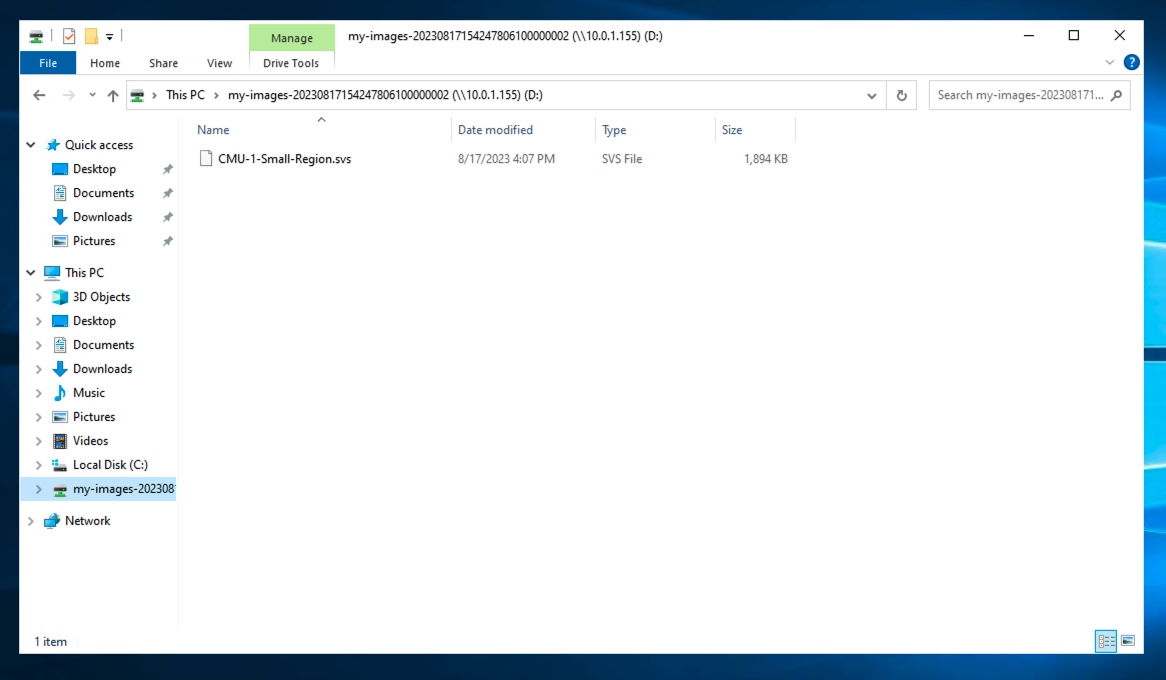 Manage my-images-20230817154247806100000002 (\\10.0.1.155) (D:)
File Home Share View Drive Tools ?
This PC my-images-20230817154247806100000002 (\\10.0.1.155) (D:) Search my-images-202308171...
Name Date modified Type Size
CMU-1-Small-Region.svs 8/17/2023 4:07 PM SVS File 1,894 KB
Quick access
Desktop
Documents
Downloads
Pictures
This PC
3D Objects
Desktop
Documents
Downloads
Music
Pictures
Videos
Local Disk (C:)
my-images-202308
Network
1 item